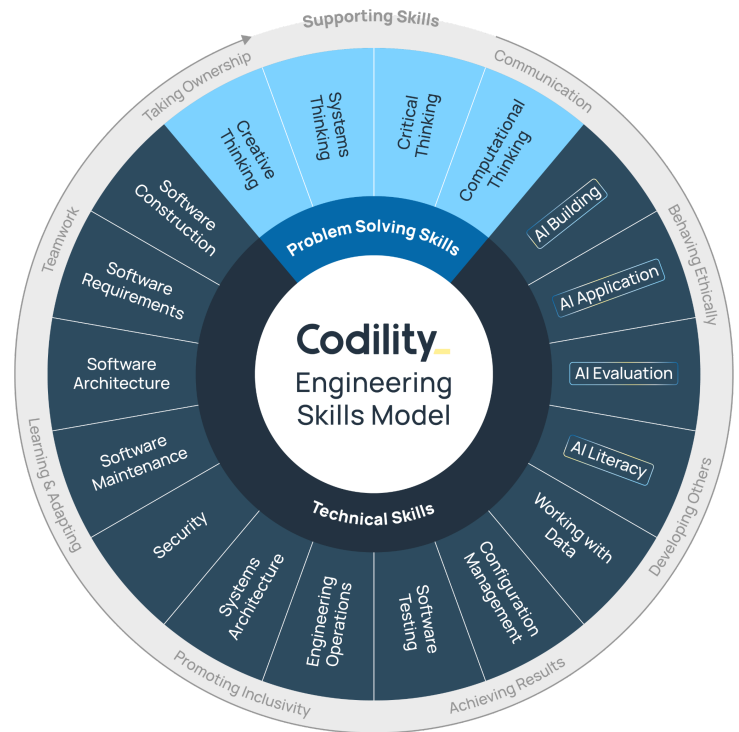 Supporting Skills
Communication
Behaving Ethically
Developing Others
Achieving Results
Promoting Inclusivity
Learning & Adapting
Teamwork
Taking Ownership
Creative
Thinking
Systems
Thinking
Critical
Thinking
Computational
Thinking
AI Building
AI Application
AI Evaluation
AI Literacy
Working with
Data
Configuration
Management
Software
Testing
Engineering
Operations
Systems
Architecture
Security
Software
Maintenance
Software
Architecture
Software
Requirements
Software
Construction
Problem Solving Skills
Codility_
Engineering
Skills Model
Technical Skills